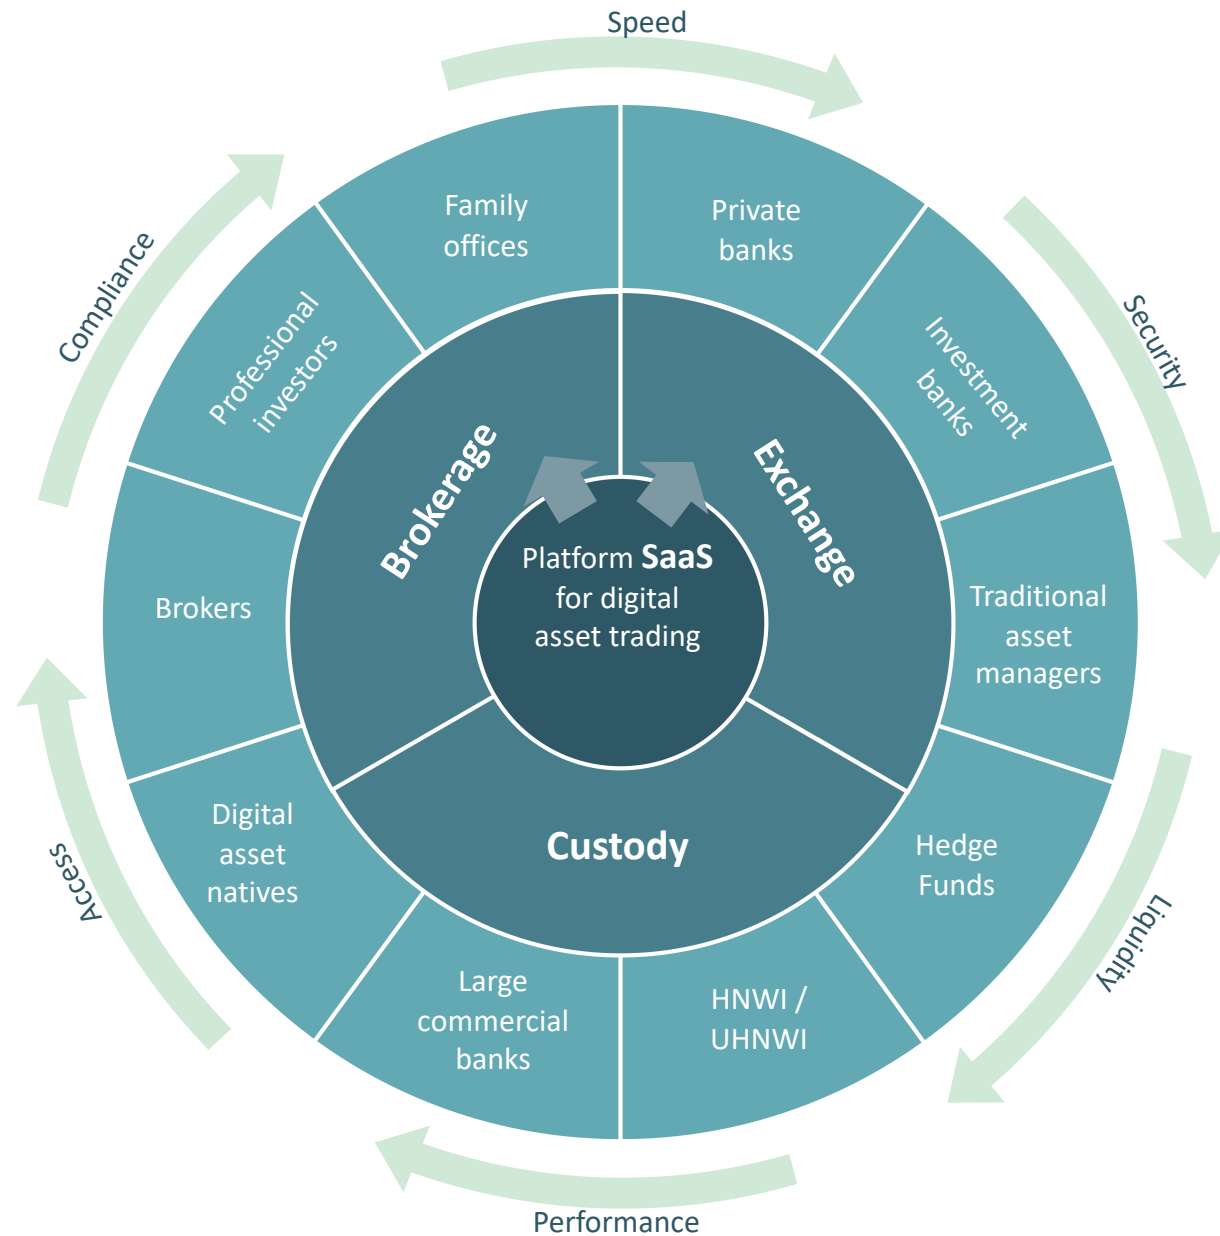 Speed
Family
offices
Private
banks
Compliance
Professional
investors
Investment
banks
Security
Brokerage
Exchange
Platform SaaS
for digital
asset trading
Brokers
Traditional
asset
managers
Digital
asset
natives
Custody
Hedge
Funds
Access
Liquidity
Large
commercial
banks
HNWI /
UHNWI
Performance